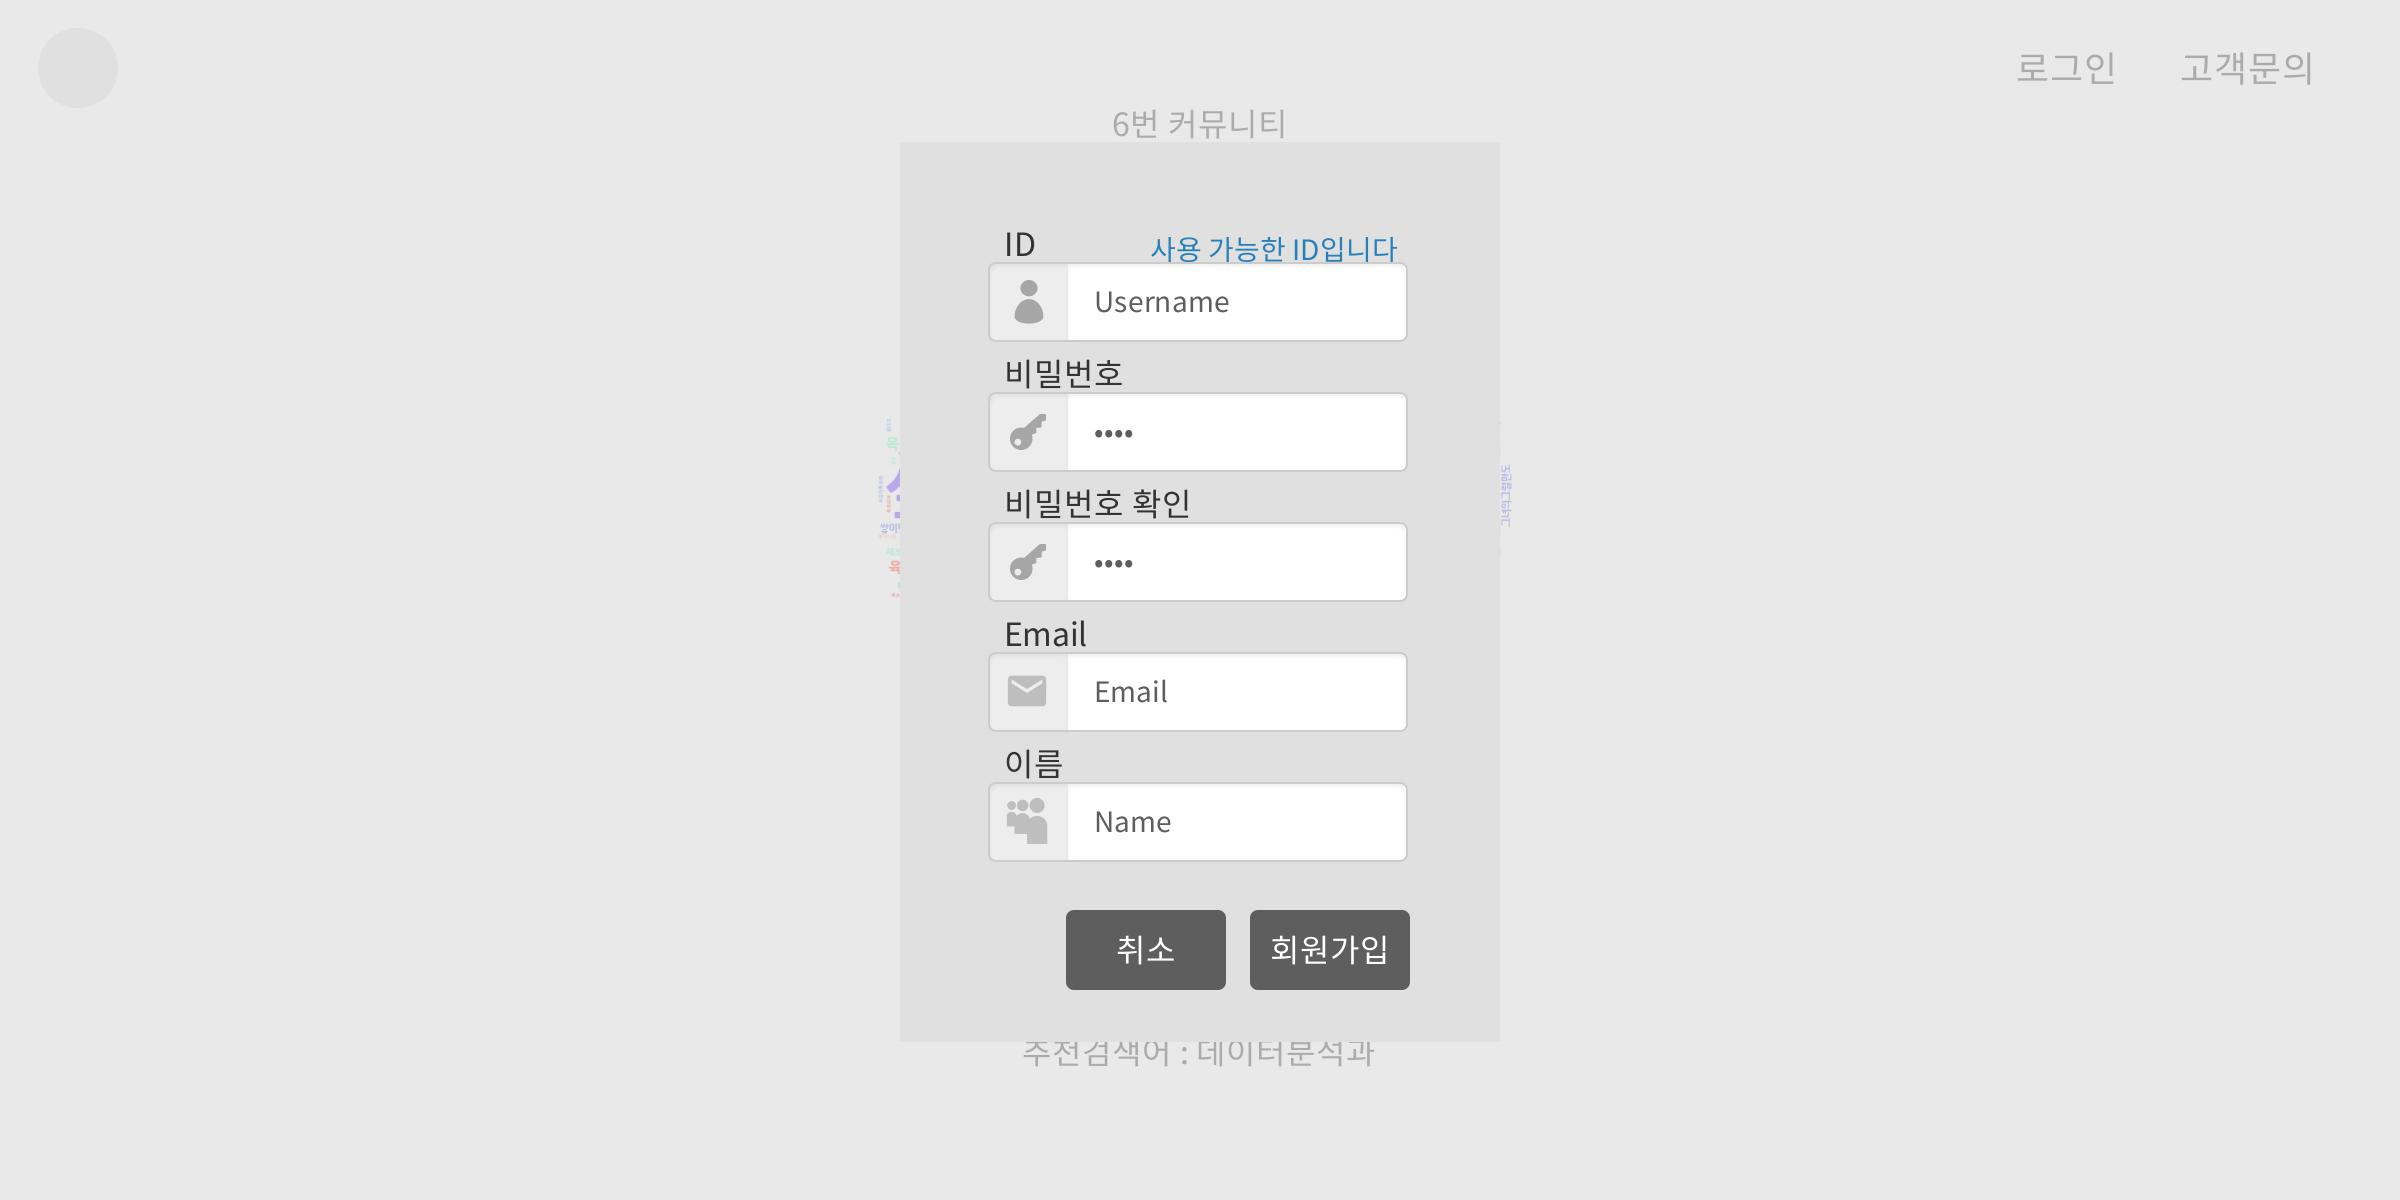 로그인 고객문의
6번 커뮤니티
ID 사용 가능한 ID입니다
Username
비밀번호
••••
비밀번호 확인
••••
Email
Email
이름
Name
취소 회원가입
추천검색어 : 데이터분석과